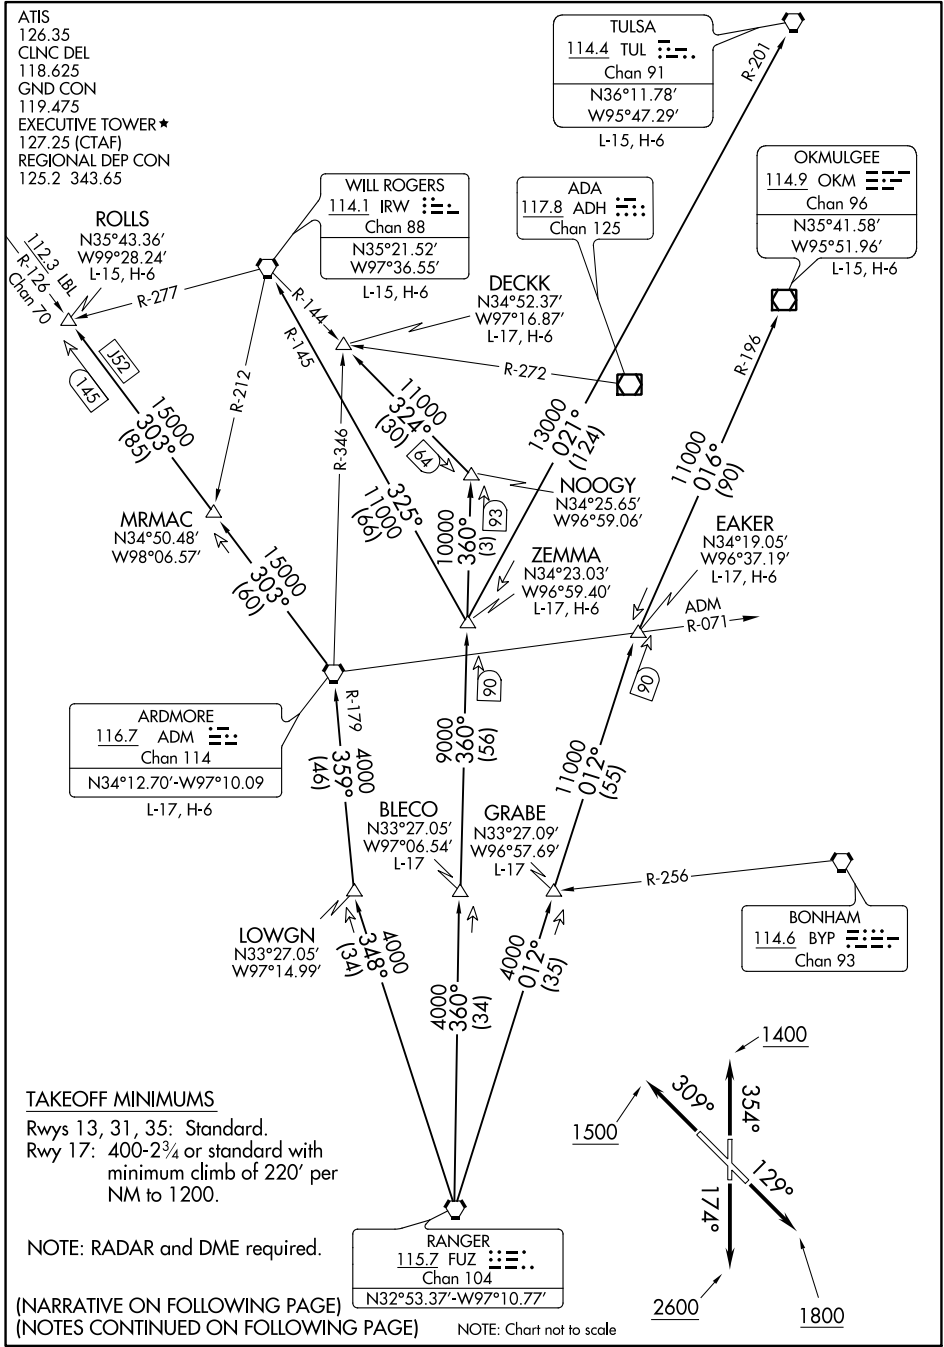 ATIS
126.35
CLNC DEL
118.625
GND CON
119.475
EXECUTIVE TOWER★
127.25 (CTAF)
REGIONAL DEP CON
125.2 343.65
TULSA
114.4 TUL
Chan 91
N36°11.78'
W95°47.29'
L-15, H-6
R-201
OKMULGEE
114.9 OKM
Chan 96
N35°41.58'
W95°51.96'
L-15, H-6
WILL ROGERS
114.1 IRW
Chan 88
N35°21.52'
W97°36.55'
L-15, H-6
ADA
117.8 ADH
Chan 125
ROLLS
N35°43.36'
W99°28.24'
L-15, H-6
112.3 LBL
R-126
Chan 70
R-277
R-144
R-145
DECKK
N34°52.37'
W97°16.87'
L-17, H-6
R-272
R-196
J52
145
R-212
R-346
15000
303°
(85)
11000
324°
(30)
64
13000
021°
(124)
11000
016°
(90)
325°
11000
(66)
10000
360°
(3)
93
NOOGY
N34°25.65'
W96°59.06'
MRMAC
N34°50.48'
W98°06.57'
EAKER
N34°19.05'
W96°37.19'
L-17, H-6
ZEMMA
N34°23.03'
W96°59.40'
L-17, H-6
15000
303°
(60)
ADM
R-071
90
90
ARDMORE
116.7 ADM
Chan 114
N34°12.70'-W97°10.09
L-17, H-6
R-179
4000
359°
(46)
9000
360°
(56)
11000
012°
(55)
BLECO
N33°27.05'
W97°06.54'
L-17
GRABE
N33°27.09'
W96°57.69'
L-17
R-256
BONHAM
114.6 BYP
Chan 93
LOWGN
N33°27.05'
W97°14.99'
4000
348°
(34)
4000
360°
(34)
4000
012°
(35)
TAKEOFF MINIMUMS
Rwys 13, 31, 35: Standard.
Rwy 17: 400-2¾ or standard with
minimum climb of 220' per
NM to 1200.
NOTE: RADAR and DME required.
1400
1500
309°
354°
129°
174°
2600
1800
RANGER
115.7 FUZ
Chan 104
N32°53.37'-W97°10.77'
(NARRATIVE ON FOLLOWING PAGE)
(NOTES CONTINUED ON FOLLOWING PAGE)
NOTE: Chart not to scale